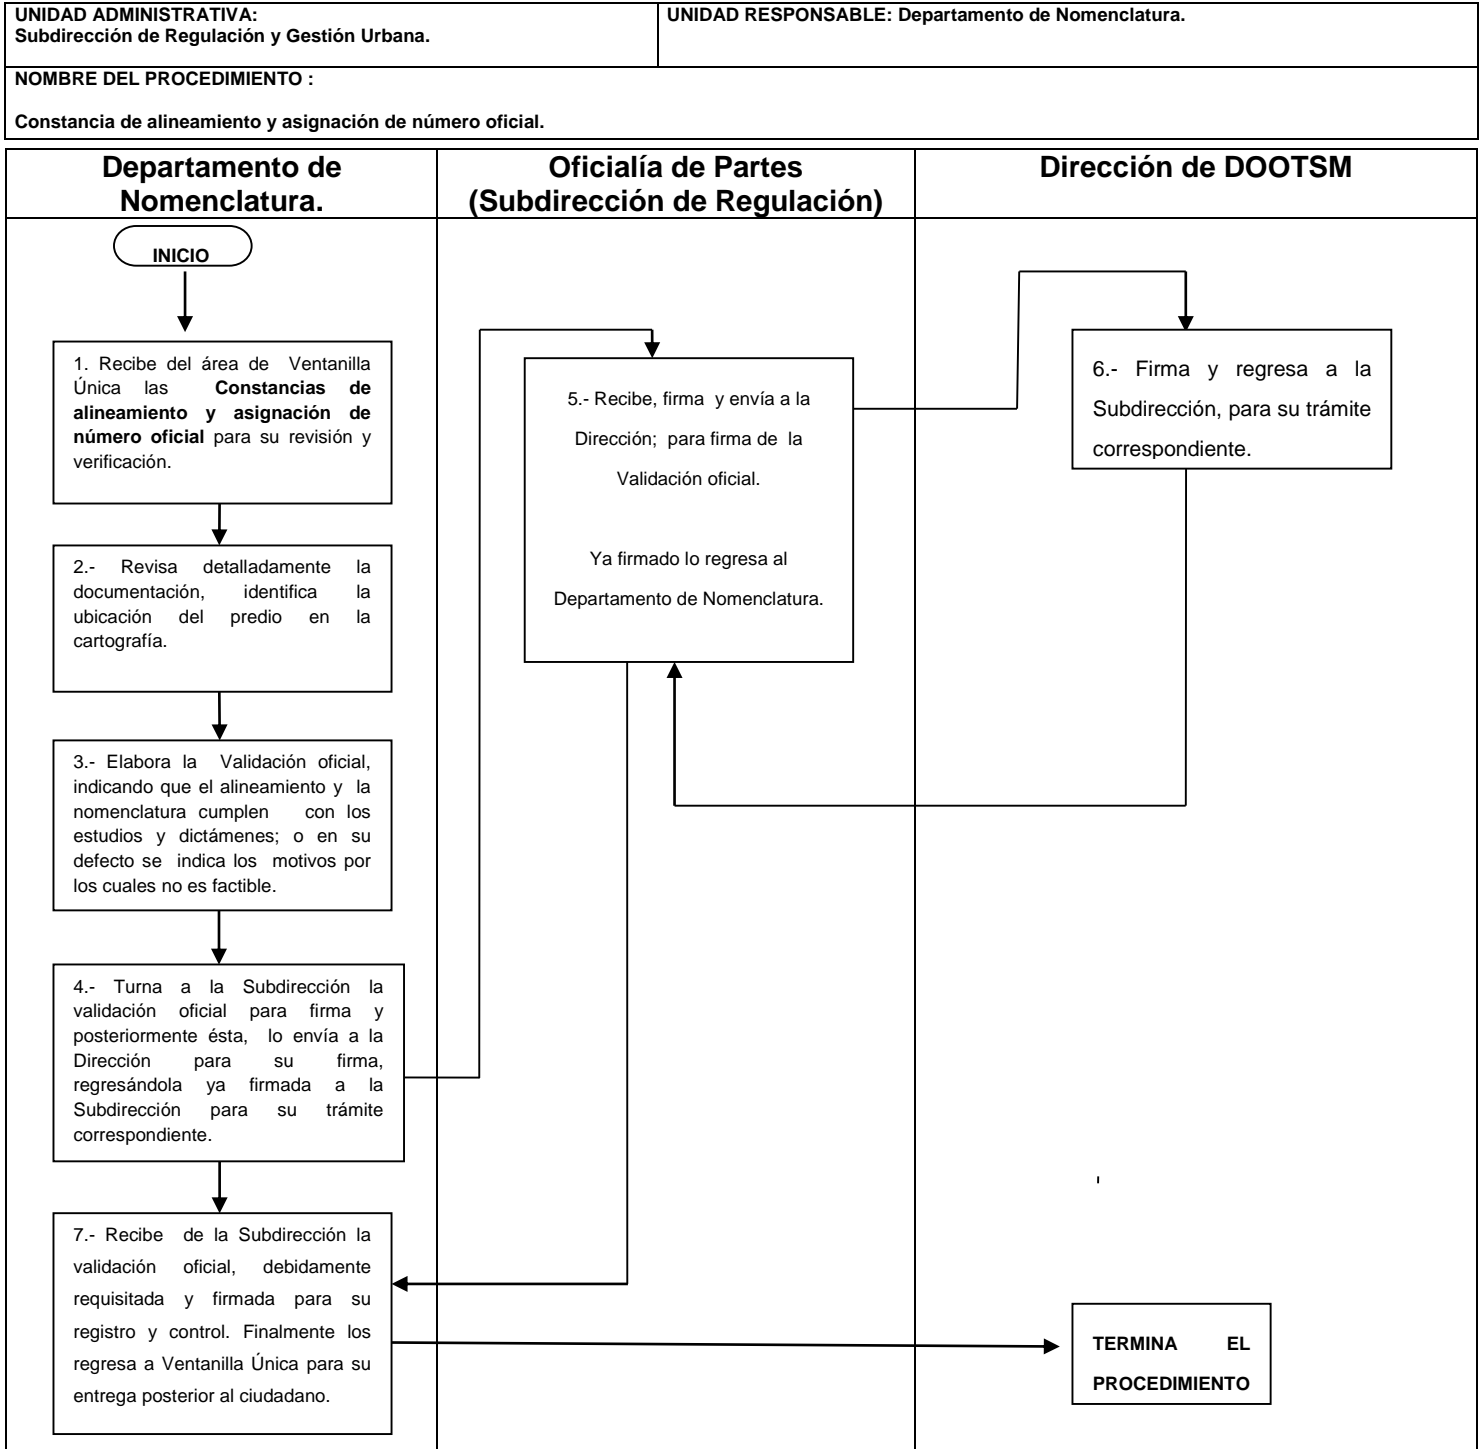 UNIDAD ADMINISTRATIVA:
Subdirección de Regulación y Gestión Urbana.
UNIDAD RESPONSABLE: Departamento de Nomenclatura.
NOMBRE DEL PROCEDIMIENTO :
Constancia de alineamiento y asignación de número oficial.
Departamento de
Nomenclatura.
Oficialía de Partes
(Subdirección de Regulación)
Dirección de DOOTSM
INICIO
1. Recibe del área de Ventanilla
Única las Constancias de
alineamiento y asignación de
número oficial para su revisión y
verificación.
2.- Revisa detalladamente la
documentación, identifica la
ubicación del predio en la
cartografía.
3.- Elabora la Validación oficial,
indicando que el alineamiento y la
nomenclatura cumplen con los
estudios y dictámenes; o en su
defecto se indica los motivos por
los cuales no es factible.
4.- Turna a la Subdirección la
validación oficial para firma y
posteriormente ésta, lo envía a la
Dirección para su firma,
regresándola ya firmada a la
Subdirección para su trámite
correspondiente.
5.- Recibe, firma y envía a la
Dirección; para firma de la
Validación oficial.
Ya firmado lo regresa al
Departamento de Nomenclatura.
6.- Firma y regresa a la
Subdirección, para su trámite
correspondiente.
7.- Recibe de la Subdirección la
validación oficial, debidamente
requisitada y firmada para su
registro y control. Finalmente los
regresa a Ventanilla Única para su
entrega posterior al ciudadano.
TERMINA EL
PROCEDIMIENTO